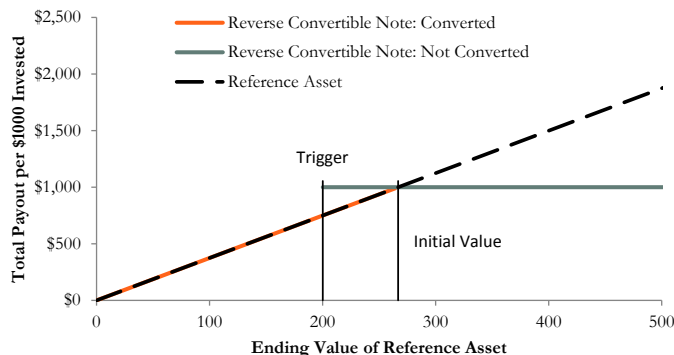 Reverse Convertible Note: Converted
Reverse Convertible Note: Not Converted
Reference Asset
Total Payout per $1000 Invested
$2,500
$2,000
$1,500
$1,000
$500
$0
Trigger
Initial Value
0 100 200 300 400 500
Ending Value of Reference Asset